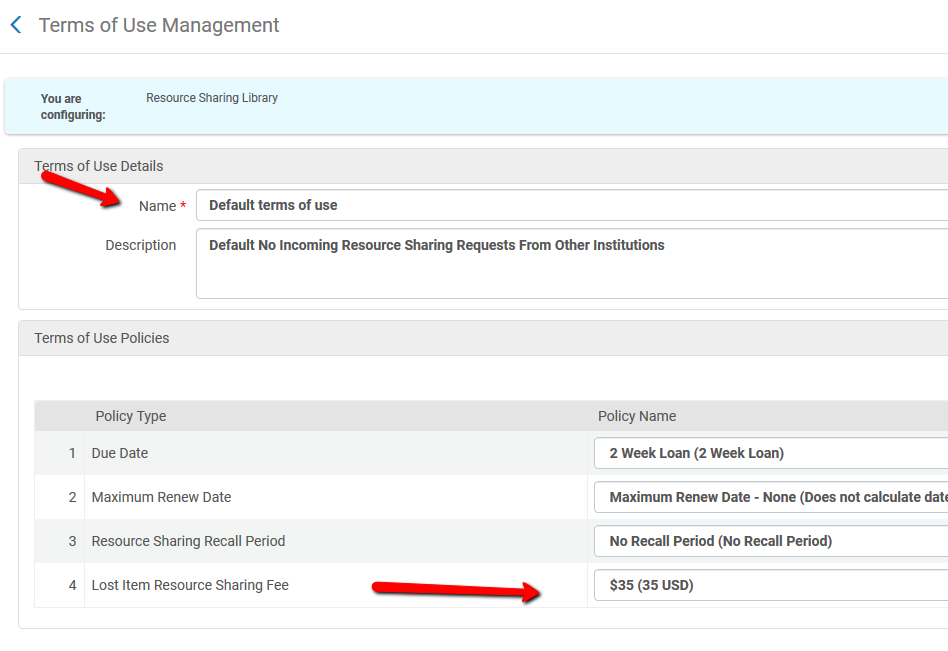 Terms of Use Management
You are configuring:
Resource Sharing Library
Terms of Use Details
Name * Default terms of use
Description Default No Incoming Resource Sharing Requests From Other Institutions
Terms of Use Policies
Policy Type Policy Name
1 Due Date 2 Week Loan (2 Week Loan)
2 Maximum Renew Date Maximum Renew Date - None (Does not calculate date
3 Resource Sharing Recall Period No Recall Period (No Recall Period)
4 Lost Item Resource Sharing Fee $35 (35 USD)